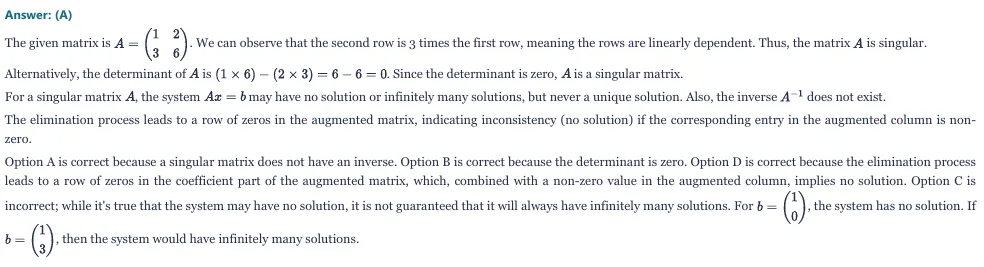 Answer: (A)
The given matrix is A = (1 2
3 6). We can observe that the second row is 3 times the first row, meaning the rows are linearly dependent. Thus, the matrix A is singular.
Alternatively, the determinant of A is (1 × 6) − (2 × 3) = 6 − 6 = 0. Since the determinant is zero, A is a singular matrix.
For a singular matrix A, the system Ax = b may have no solution or infinitely many solutions, but never a unique solution. Also, the inverse A⁻¹ does not exist.
The elimination process leads to a row of zeros in the augmented matrix, indicating inconsistency (no solution) if the corresponding entry in the augmented column is non-
zero.
Option A is correct because a singular matrix does not have an inverse. Option B is correct because the determinant is zero. Option D is correct because the elimination process
leads to a row of zeros in the coefficient part of the augmented matrix, which, combined with a non-zero value in the augmented column, implies no solution. Option C is
incorrect; while it's true that the system may have no solution, it is not guaranteed that it will always have infinitely many solutions. For b = (1
0), the system has no solution. If
b = (1
3), then the system would have infinitely many solutions.